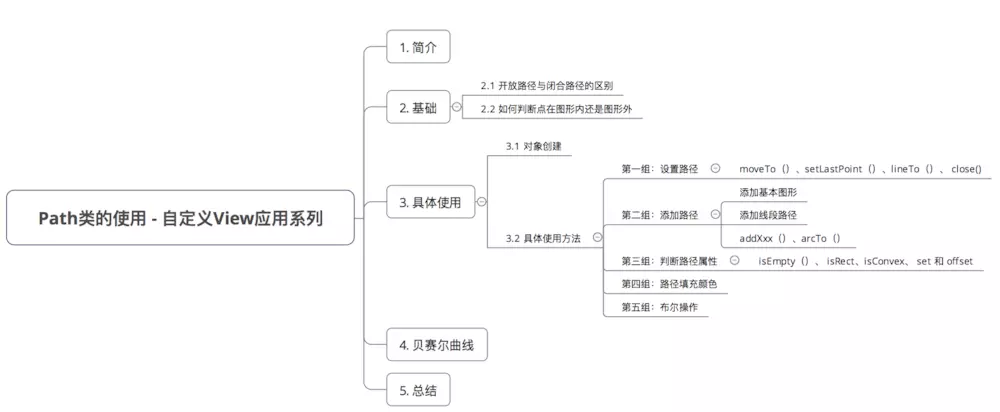 Path类的使用 - 自定义View应用系列
1. 简介
2. 基础
2.1 开放路径与闭合路径的区别
2.2 如何判断点在图形内还是图形外
3. 具体使用
3.1 对象创建
3.2 具体使用方法
第一组：设置路径
moveTo（）、setLastPoint（）、lineTo（）、 close()
第二组：添加路径
添加基本图形
添加线段路径
addXxx（）、arcTo（）
第三组：判断路径属性
isEmpty（）、 isRect、isConvex、 set 和 offset
第四组：路径填充颜色
第五组：布尔操作
4. 贝赛尔曲线
5. 总结